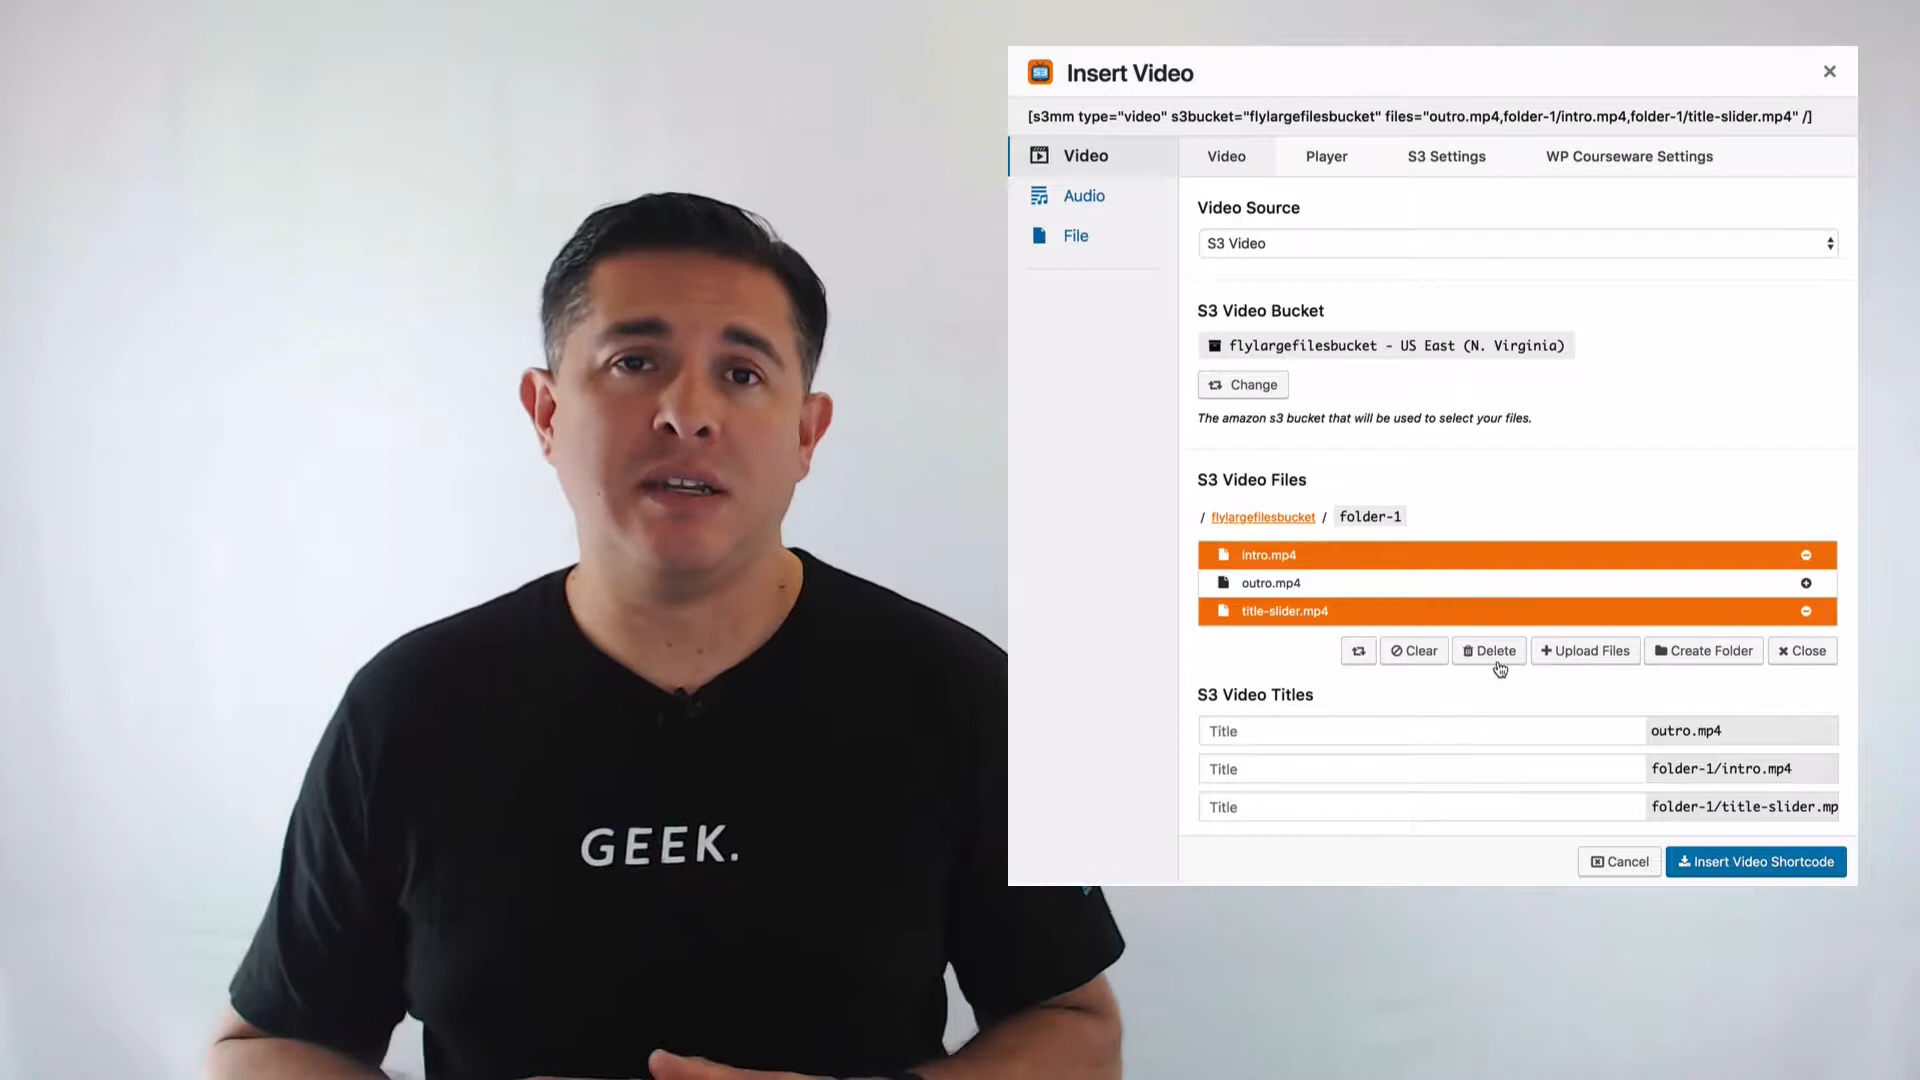 S3
Insert Video
[s3mm type="video" s3bucket="flylargefilesbucket" files="outro.mp4,folder-1/intro.mp4,folder-1/title-slider.mp4" /]
Video
Audio
File
Video Player S3 Settings WP Courseware Settings
Video Source
S3 Video
S3 Video Bucket
flylargefilesbucket - US East (N. Virginia)
Change
The amazon s3 bucket that will be used to select your files.
S3 Video Files
/ flylargefilesbucket / folder-1
intro.mp4
outro.mp4
title-slider.mp4
Clear Delete Upload Files Create Folder Close
S3 Video Titles
Title outro.mp4
Title folder-1/intro.mp4
Title folder-1/title-slider.mp
Cancel Insert Video Shortcode
GEEK.